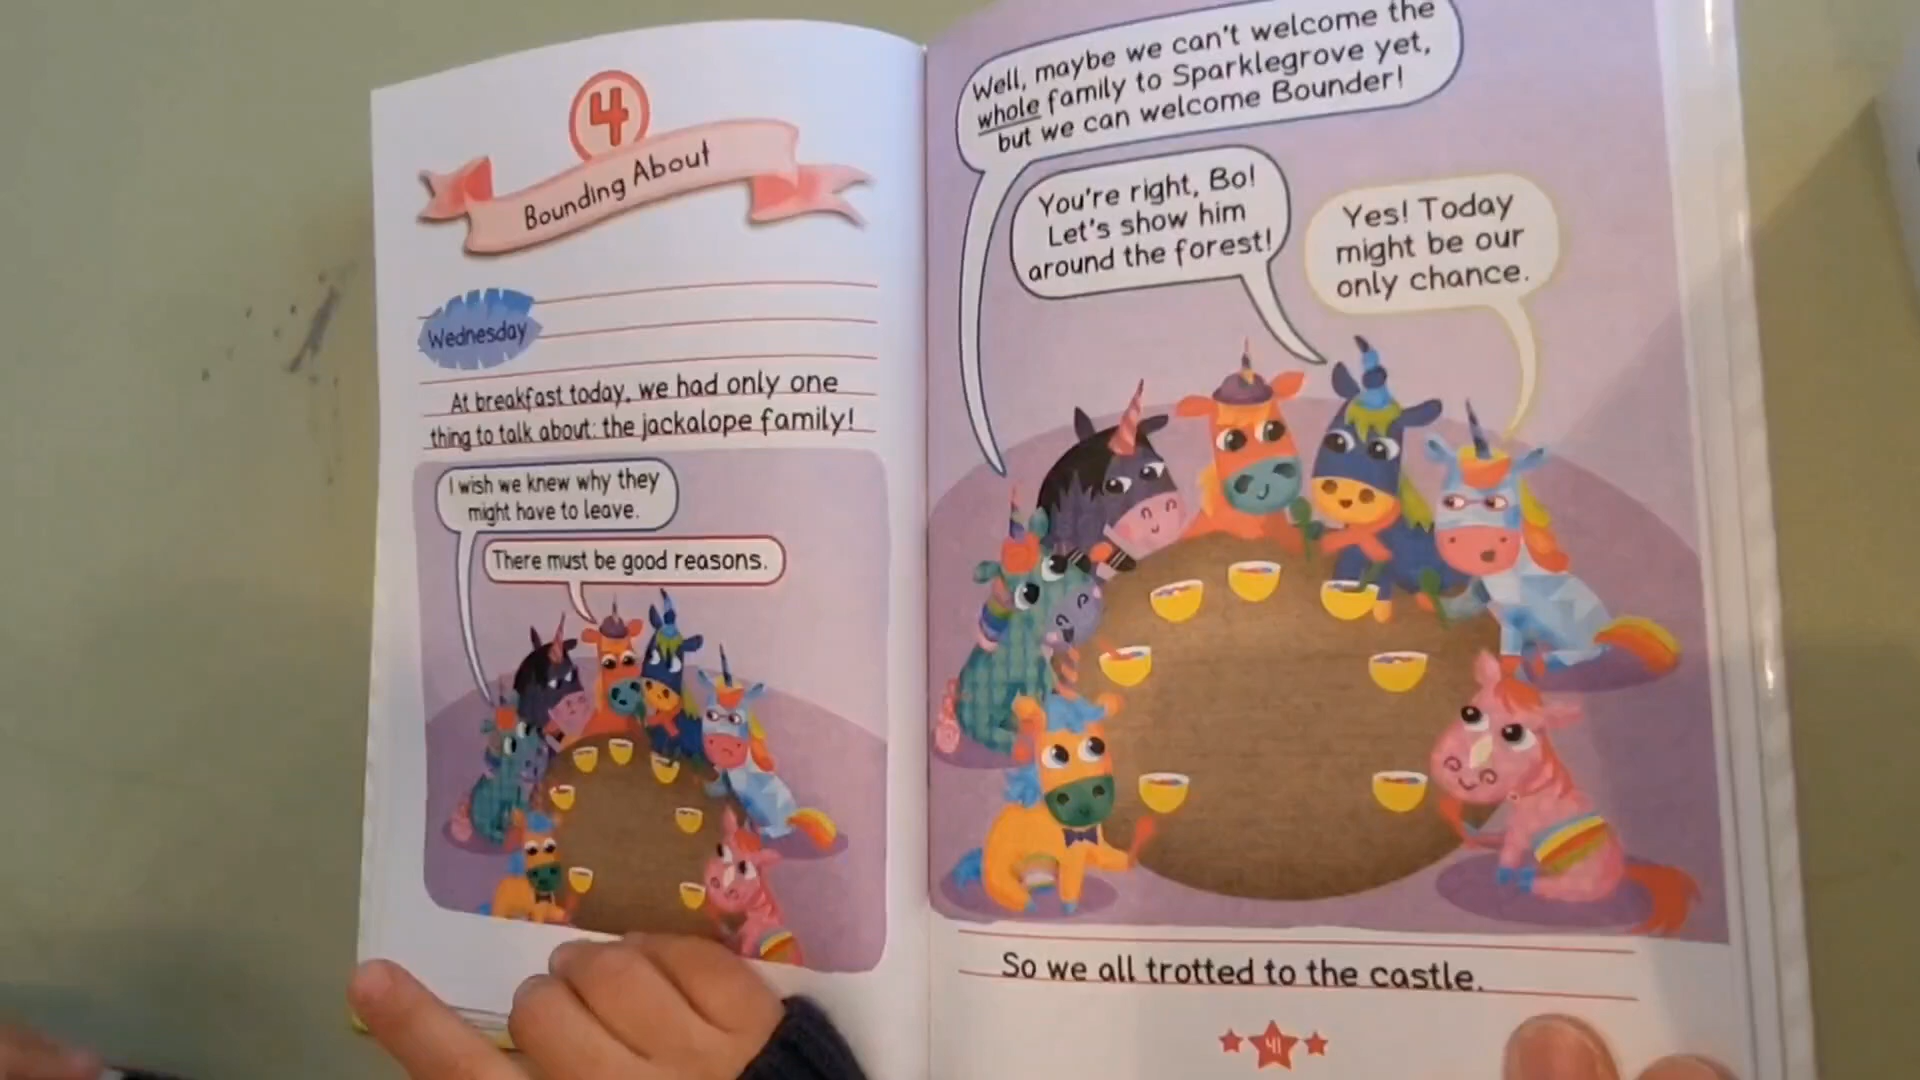 4
Bounding About
Wednesday
At breakfast today, we had only one
thing to talk about: the jackalope family!
I wish we knew why they
might have to leave.
There must be good reasons.
Well, maybe we can't welcome the
whole family to Sparklegrove yet,
but we can welcome Bounder!
You're right, Bo!
Let's show him
around the forest!
Yes! Today
might be our
only chance.
So we all trotted to the castle.
41